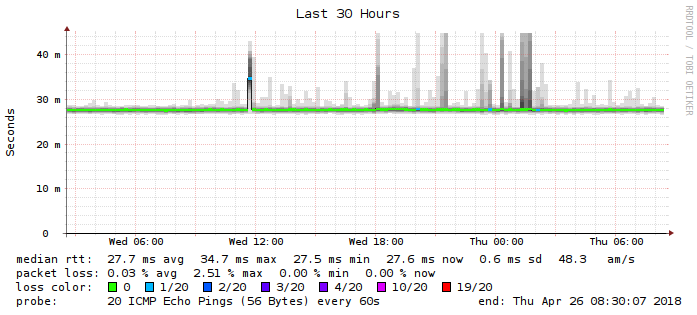 Last 30 Hours
RRDTOOL / TOBI OETIKER
Seconds
40 m
30 m
20 m
10 m
0
Wed 06:00 Wed 12:00 Wed 18:00 Thu 00:00 Thu 06:00
median rtt: 27.7 ms avg 34.7 ms max 27.5 ms min 27.6 ms now 0.6 ms sd 48.3 am/s
packet loss: 0.03 % avg 2.51 % max 0.00 % min 0.00 % now
loss color: 0 1/20 2/20 3/20 4/20 10/20 19/20
probe: 20 ICMP Echo Pings (56 Bytes) every 60s end: Thu Apr 26 08:30:07 2018